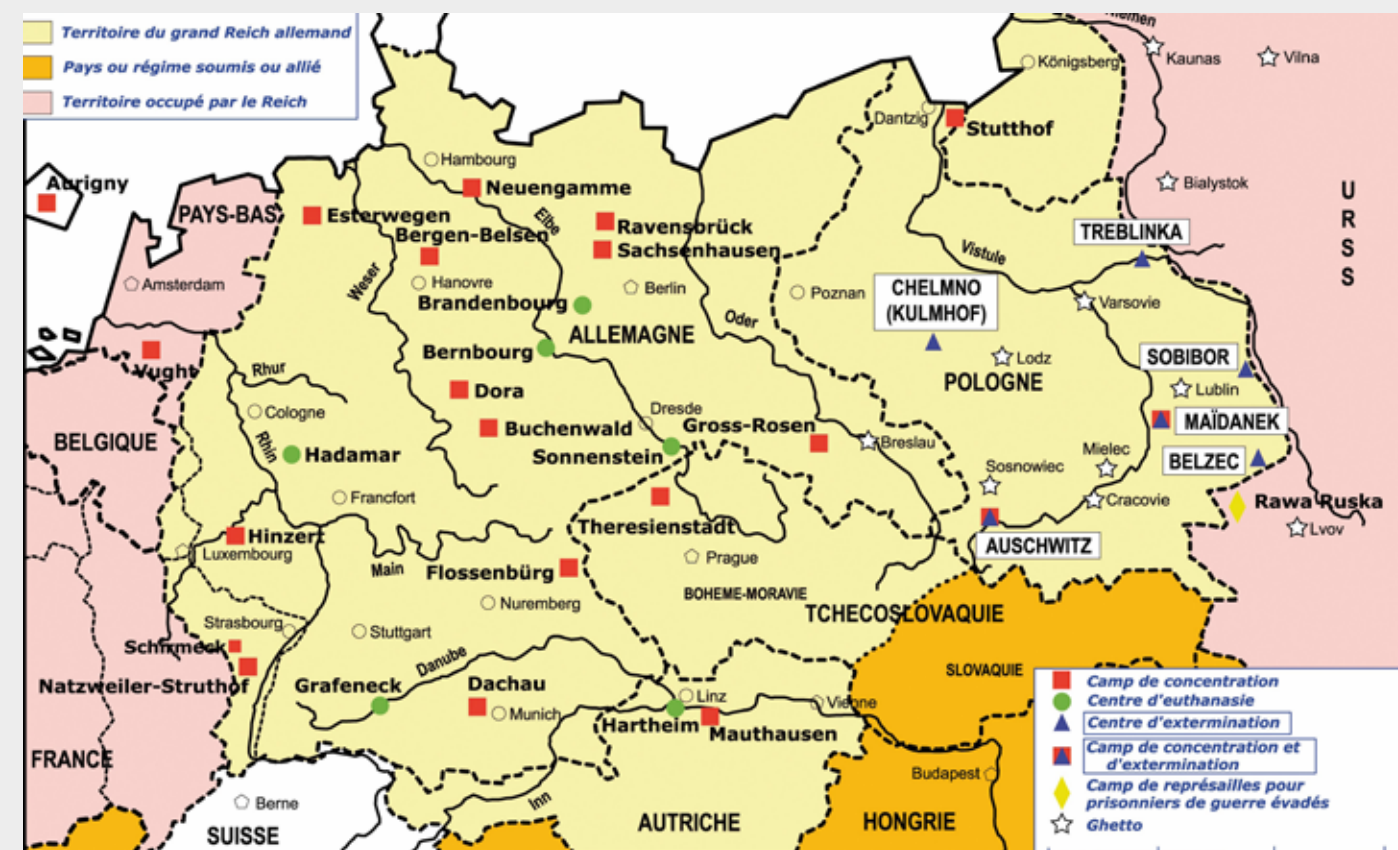 Territoire du grand Reich allemand
Pays ou régime soumis ou allié
Territoire occupé par le Reich
Niemen
Königsberg
Kaunas
Vilna
Dantzig
Stutthof
Hambourg
Aurigny
Neuengamme
Bialystok
URSS
PAYS-BAS
Esterwegen
Elbe
Ravensbrück
Bergen-Belsen
Sachsenhausen
TREBLINKA
Vistule
Weser
Amsterdam
Hanovre
Berlin
Poznan
CHELMNO
(KULMHOF)
Varsovie
Brandenbourg
Oder
ALLEMAGNE
Bernbourg
Lodz
SOBIBOR
Vught
Rhur
POLOGNE
Lublin
Dora
Cologne
Dresde
MAÏDANEK
BELGIQUE
Rhin
Buchenwald
Gross-Rosen
Breslau
Hadamar
Sonnenstein
Mielec
BELZEC
Sosnowiec
Francfort
Cracovie
Rawa Ruska
Theresienstadt
Lvov
Hinzert
Luxembourg
AUSCHWITZ
Main
Flossenbürg
Prague
BOHEME-MORAVIE
Nuremberg
TCHECOSLOVAQUIE
Strasbourg
Stuttgart
Schirmeck
Danube
SLOVAQUIE
Natzweiler-Struthof
Grafeneck
Dachau
Linz
Vienne
Munich
Hartheim
Mauthausen
FRANCE
Budapest
Berne
Inn
SUISSE
AUTRICHE
HONGRIE
Camp de concentration
Centre d'euthanasie
Centre d'extermination
Camp de concentration et
d'extermination
Camp de représailles pour
prisonniers de guerre évadés
Ghetto